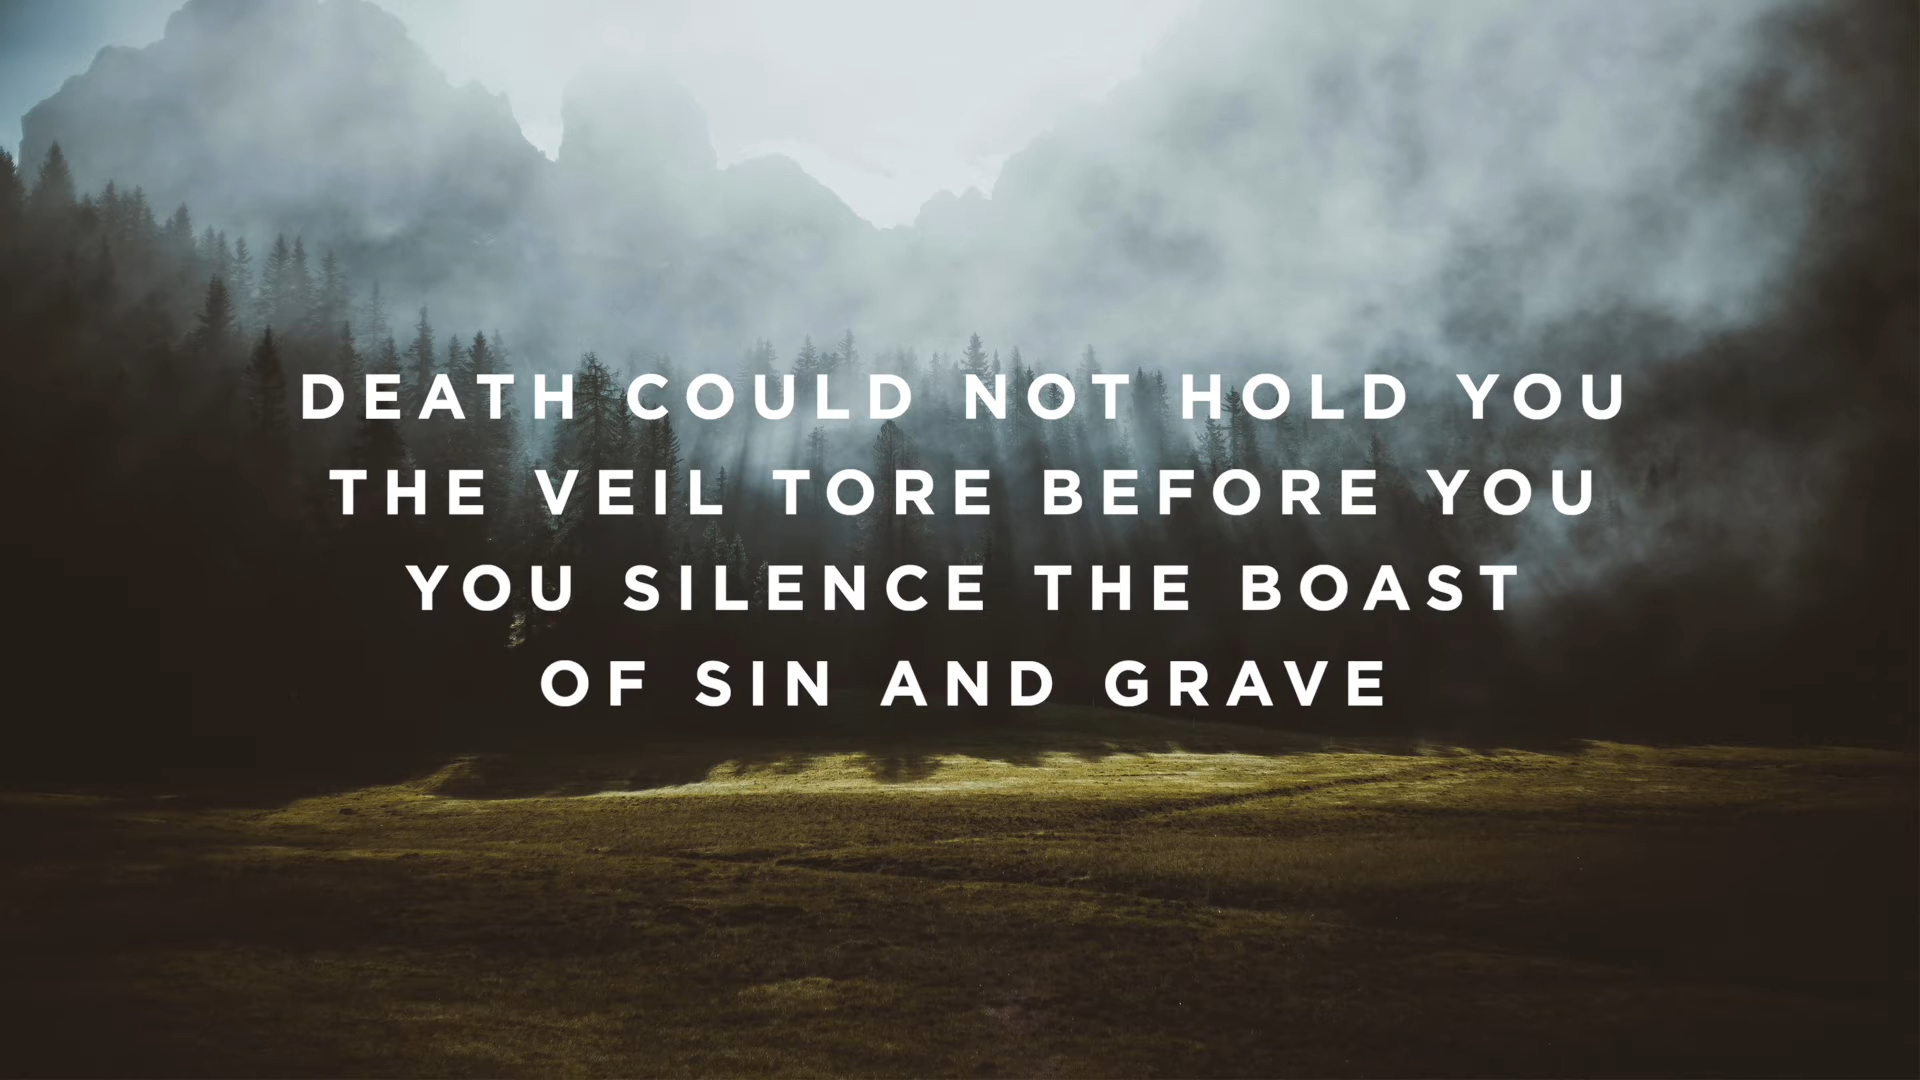 DEATH COULD NOT HOLD YOU
THE VEIL TORE BEFORE YOU
YOU SILENCE THE BOAST
OF SIN AND GRAVE